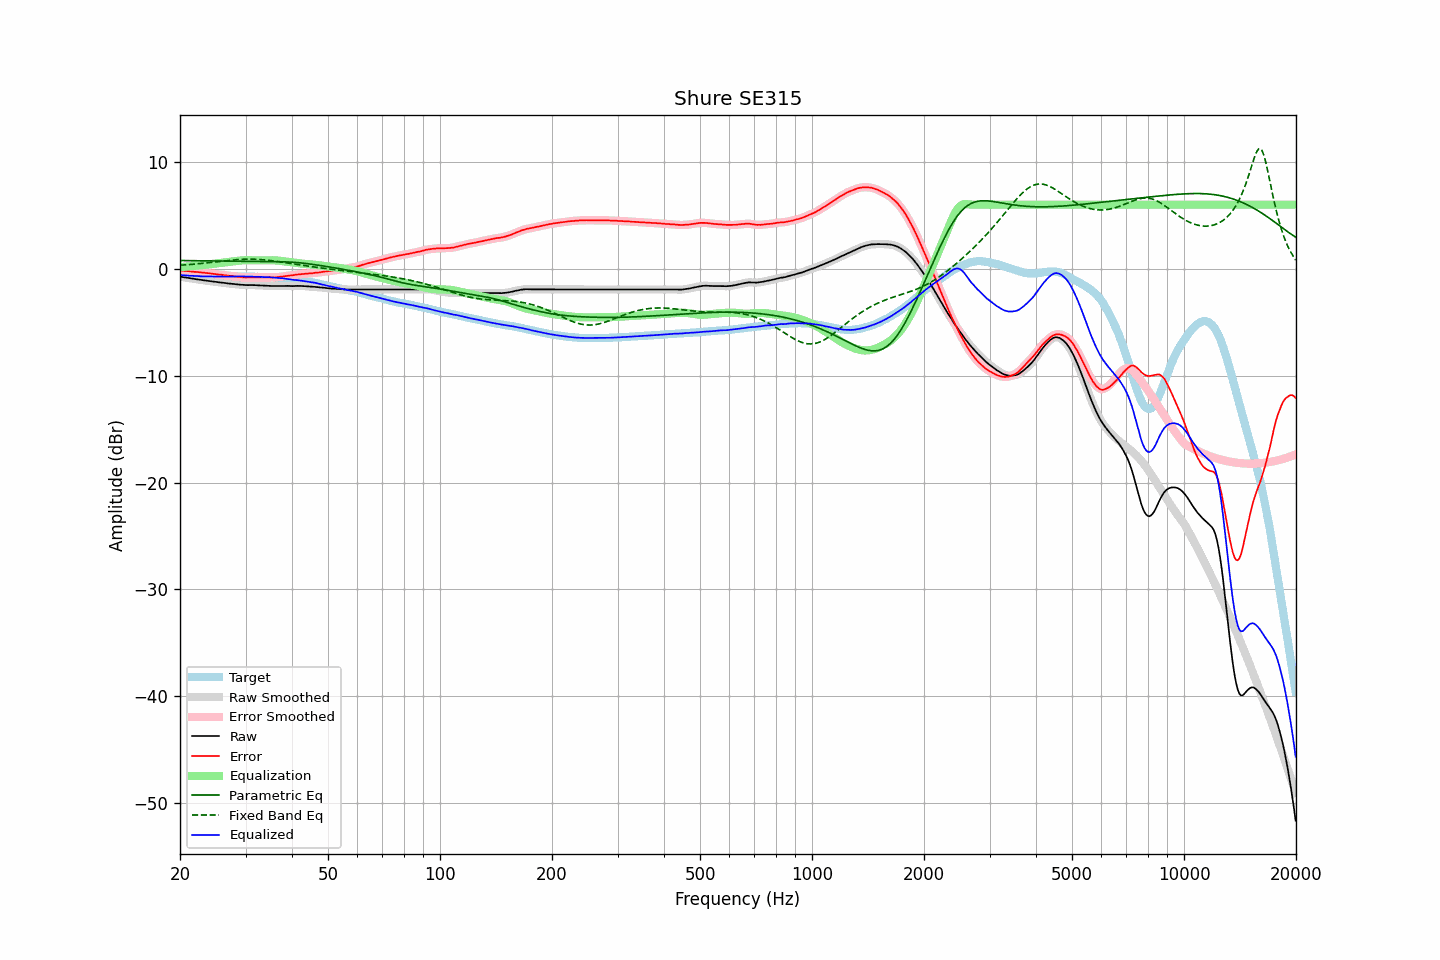 Shure SE315
Amplitude (dBr)
10
0
−10
−20
−30
−40
−50
Target
Raw Smoothed
Error Smoothed
Raw
Error
Equalization
Parametric Eq
Fixed Band Eq
Equalized
20 50 100 200 500 1000 2000 5000 10000 20000
Frequency (Hz)